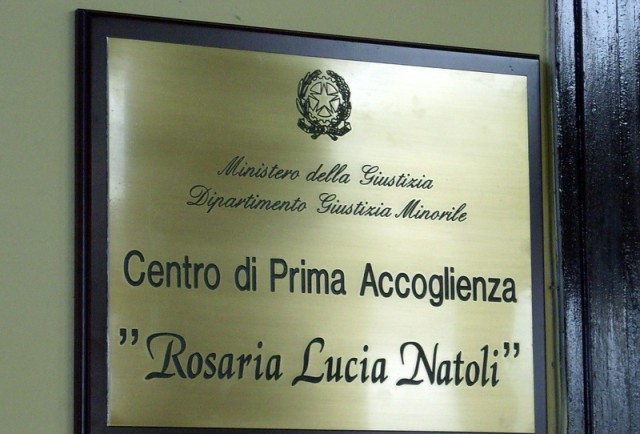 Ministero della Giustizia
Dipartimento Giustizia Minorile
Centro di Prima Accoglienza
"Rosaria Lucia Natoli"